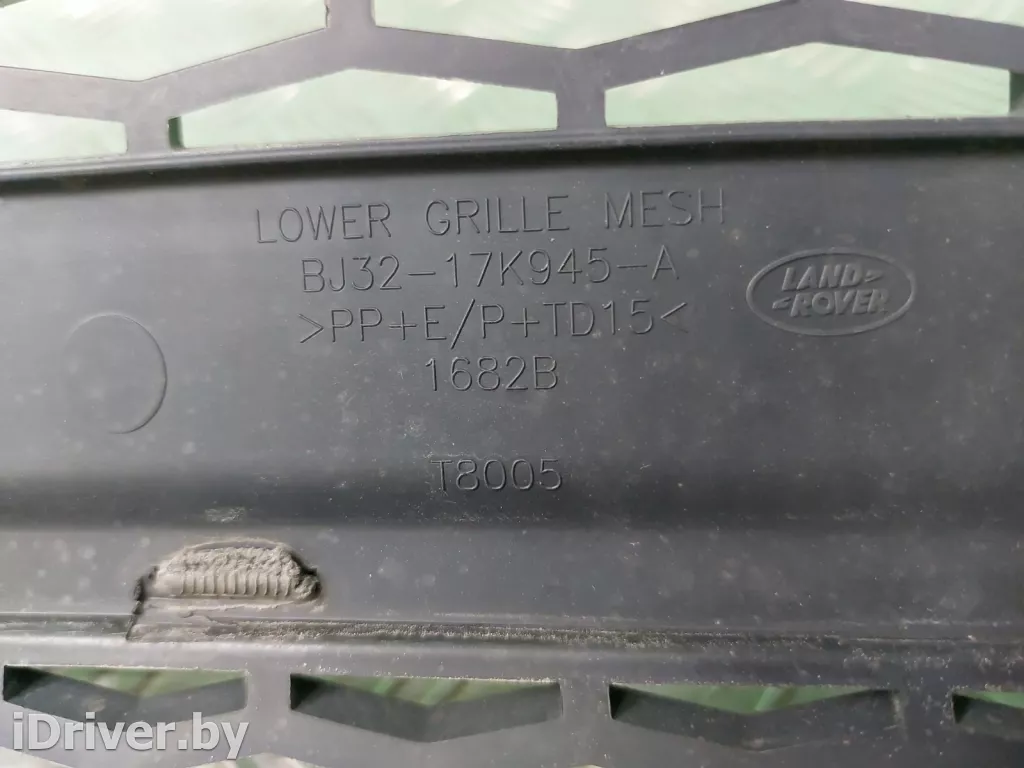 LOWER GRILLE MESH
BJ32-17K945-A
LAND
ROVER
>PP+E/P+TD15<
1682B
T8005
iDriver.by